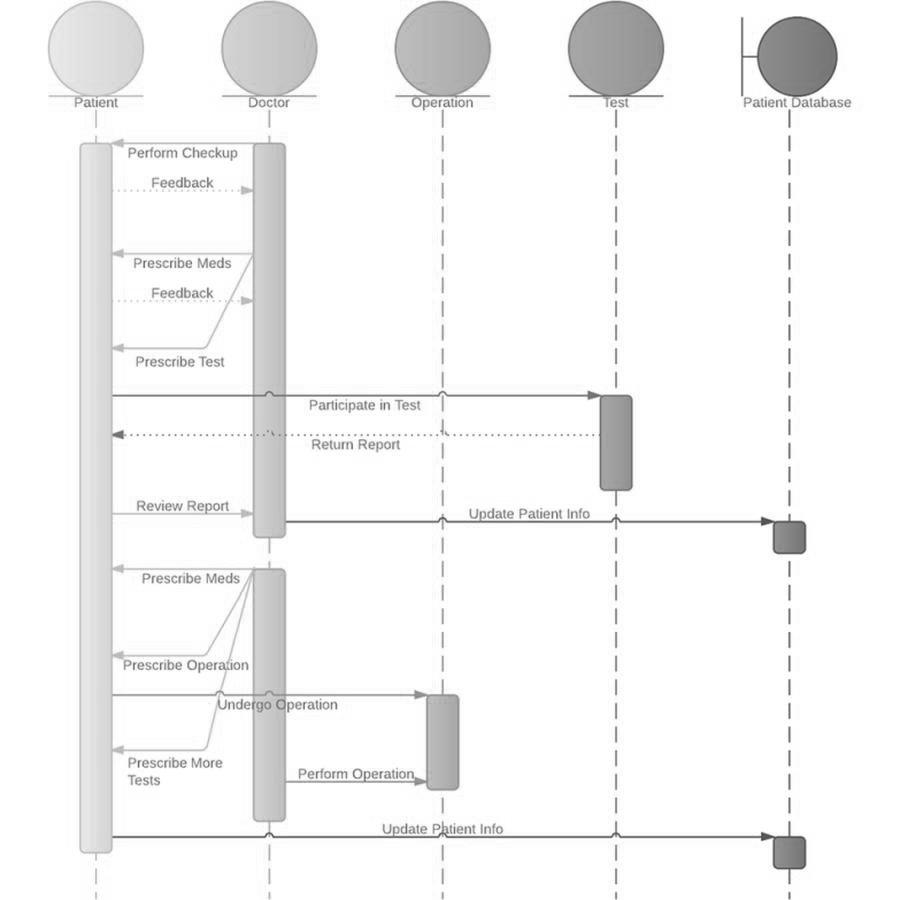 Patient
Doctor
Operation
Test
Patient Database
Perform Checkup
Feedback
Prescribe Meds
Feedback
Prescribe Test
Participate in Test
Return Report
Review Report
Update Patient Info
Prescribe Meds
Prescribe Operation
Undergo Operation
Prescribe More
Tests
Perform Operation
Update Patient Info